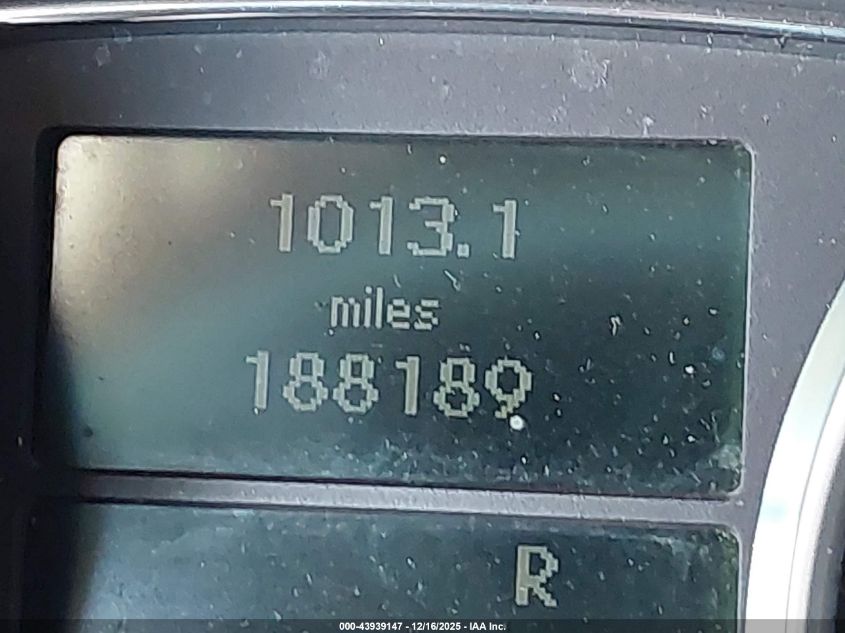 1013.1
miles
188189
R
000-43939147 - 12/16/2025 - IAA Inc.